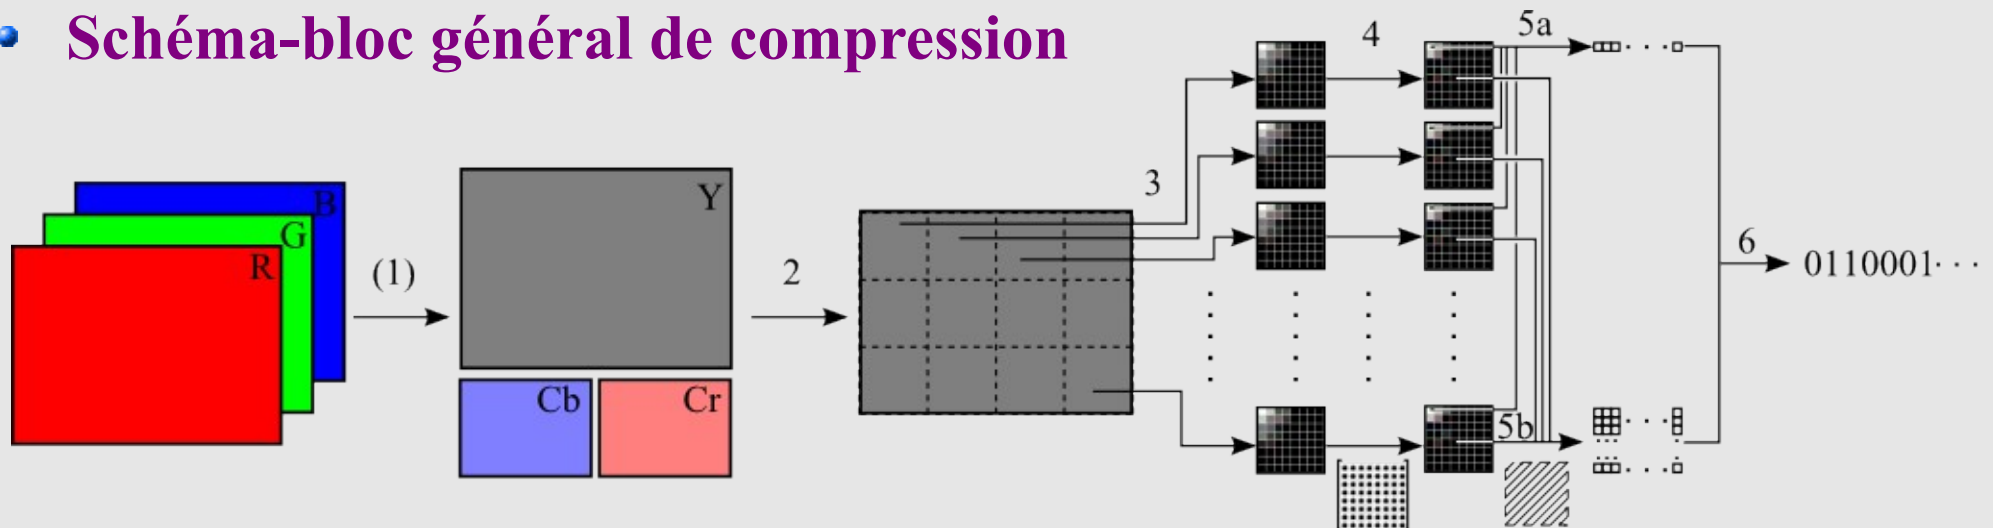 Schéma-bloc général de compression
4
5a
3
B
G
R
(1)
Y
Cb
Cr
2
6
0110001· · ·
5b